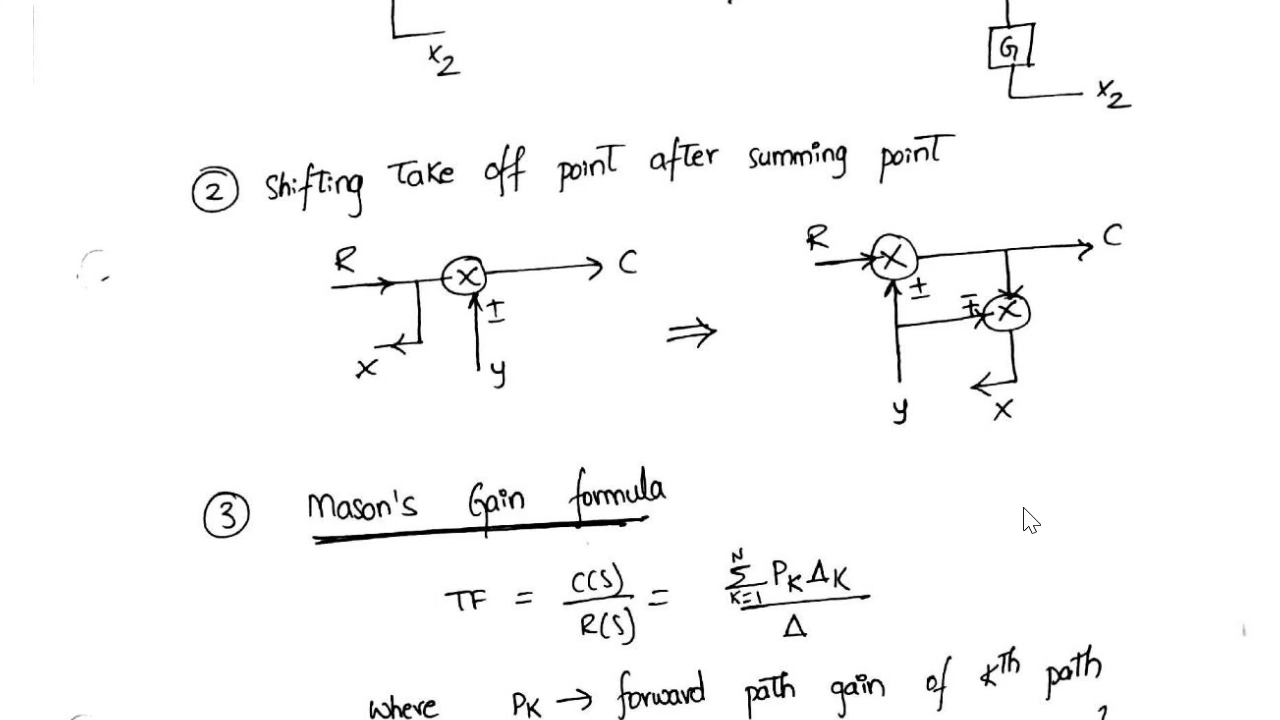 x2
G
x2
② Shifting Take off point after summing point
R
x
C
±
y
⇒
R
x
C
±
∓
x
x
y
x
③ Mason's Gain formula
TF = C(S)/R(S) = N Σ K=1 PK ΔK / Δ
where PK → forward path gain of Kth path